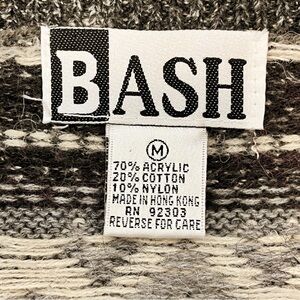 BASH
M
70% ACRYLIC
20% COTTON
10% NYLON
MADE IN HONG KONG
RN 92303
REVERSE FOR CARE